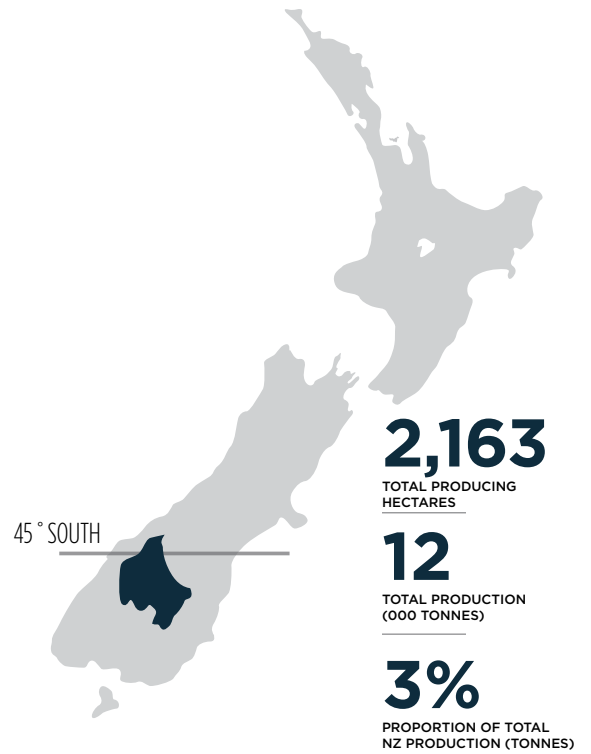 2,163
TOTAL PRODUCING
HECTARES
45° SOUTH
12
TOTAL PRODUCTION
(000 TONNES)
3%
PROPORTION OF TOTAL
NZ PRODUCTION (TONNES)